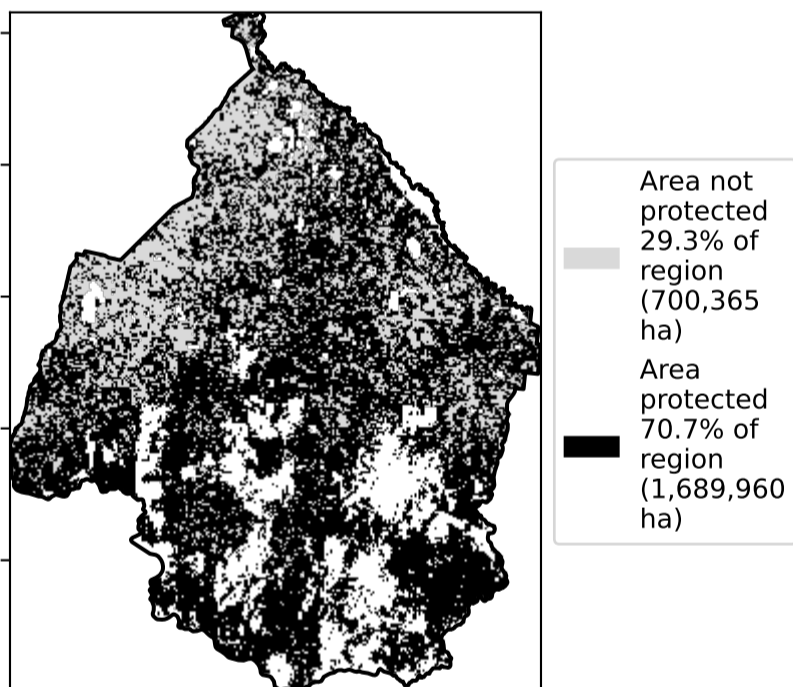 Area not
protected
29.3% of
region
(700,365
ha)
Area
protected
70.7% of
region
(1,689,960
ha)